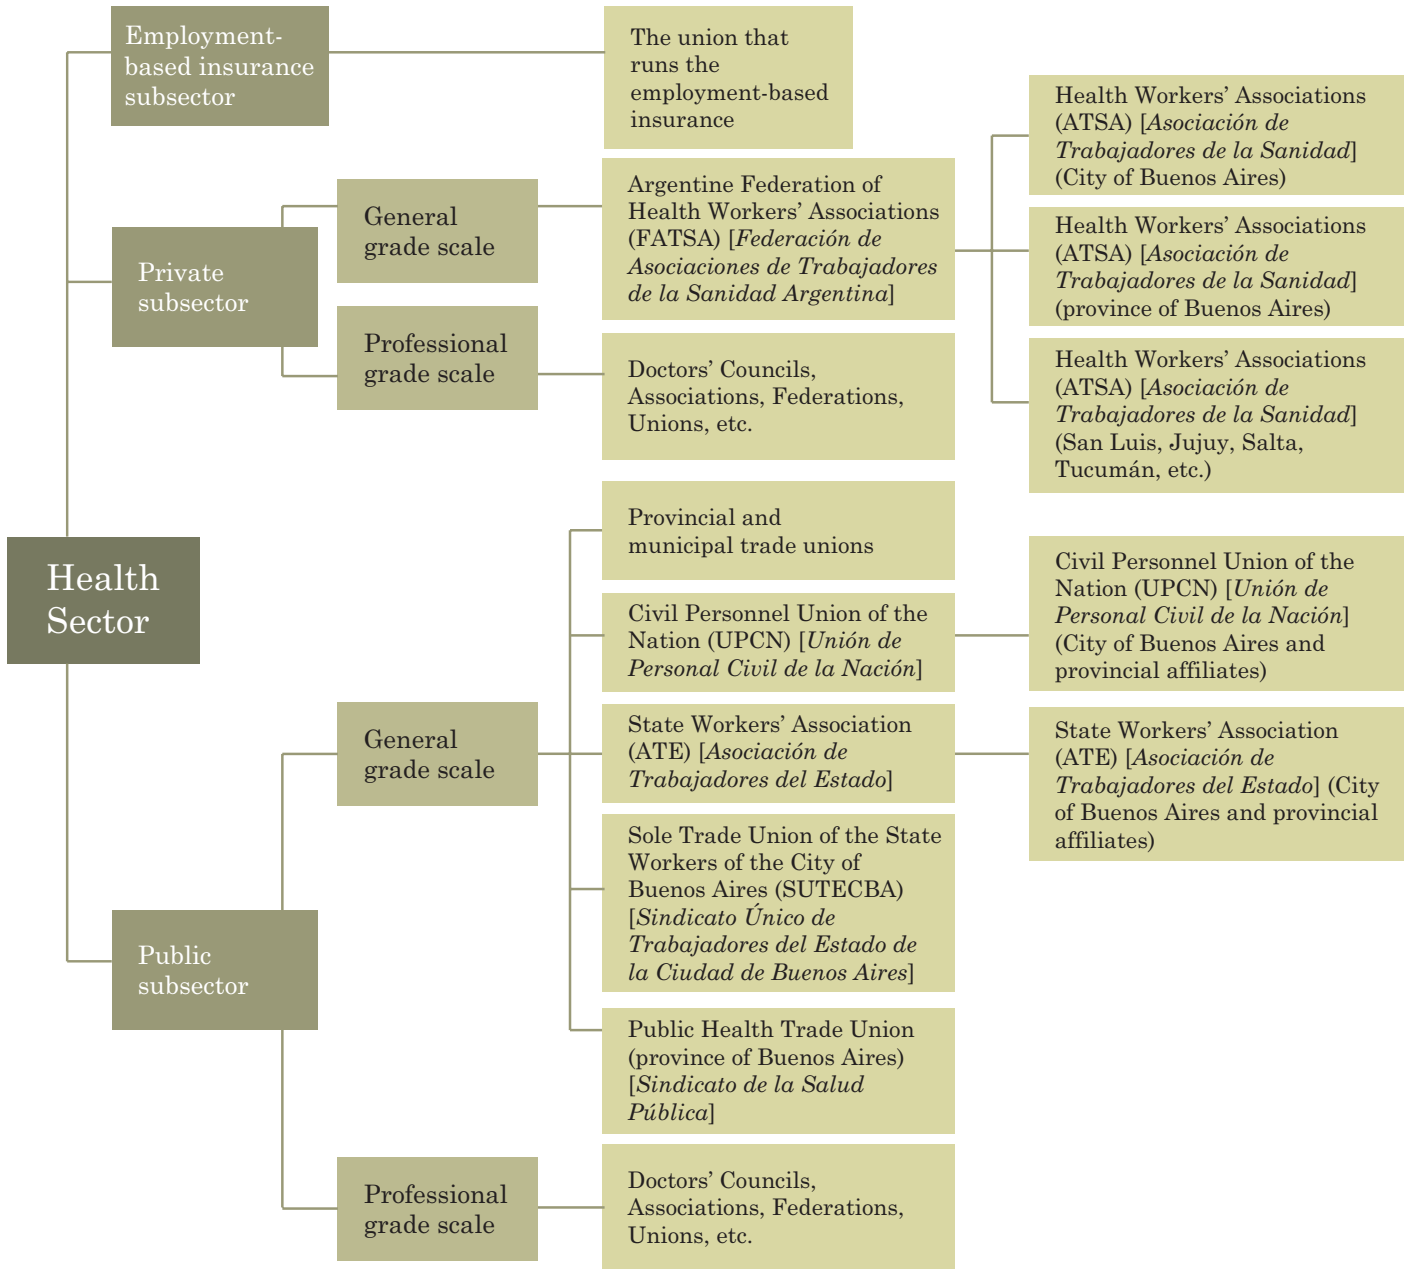 Employment-
based insurance
subsector
The union that
runs the
employment-based
insurance
Health Workers’ Associations
(ATSA) [Asociación de
Trabajadores de la Sanidad]
(City of Buenos Aires)
General
grade scale
Argentine Federation of
Health Workers’ Associations
(FATSA) [Federación de
Asociaciones de Trabajadores
de la Sanidad Argentina]
Health Workers’ Associations
(ATSA) [Asociación de
Trabajadores de la Sanidad]
(province of Buenos Aires)
Private
subsector
Professional
grade scale
Doctors’ Councils,
Associations, Federations,
Unions, etc.
Health Workers’ Associations
(ATSA) [Asociación de
Trabajadores de la Sanidad]
(San Luis, Jujuy, Salta,
Tucumán, etc.)
Health
Sector
Provincial and
municipal trade unions
Civil Personnel Union of the
Nation (UPCN) [Unión de
Personal Civil de la Nación]
Civil Personnel Union of the
Nation (UPCN) [Unión de
Personal Civil de la Nación]
(City of Buenos Aires and
provincial affiliates)
General
grade scale
State Workers’ Association
(ATE) [Asociación de
Trabajadores del Estado]
State Workers’ Association
(ATE) [Asociación de
Trabajadores del Estado] (City
of Buenos Aires and provincial
affiliates)
Sole Trade Union of the State
Workers of the City of
Buenos Aires (SUTECBA)
[Sindicato Único de
Trabajadores del Estado de
la Ciudad de Buenos Aires]
Public
subsector
Public Health Trade Union
(province of Buenos Aires)
[Sindicato de la Salud
Pública]
Professional
grade scale
Doctors’ Councils,
Associations, Federations,
Unions, etc.